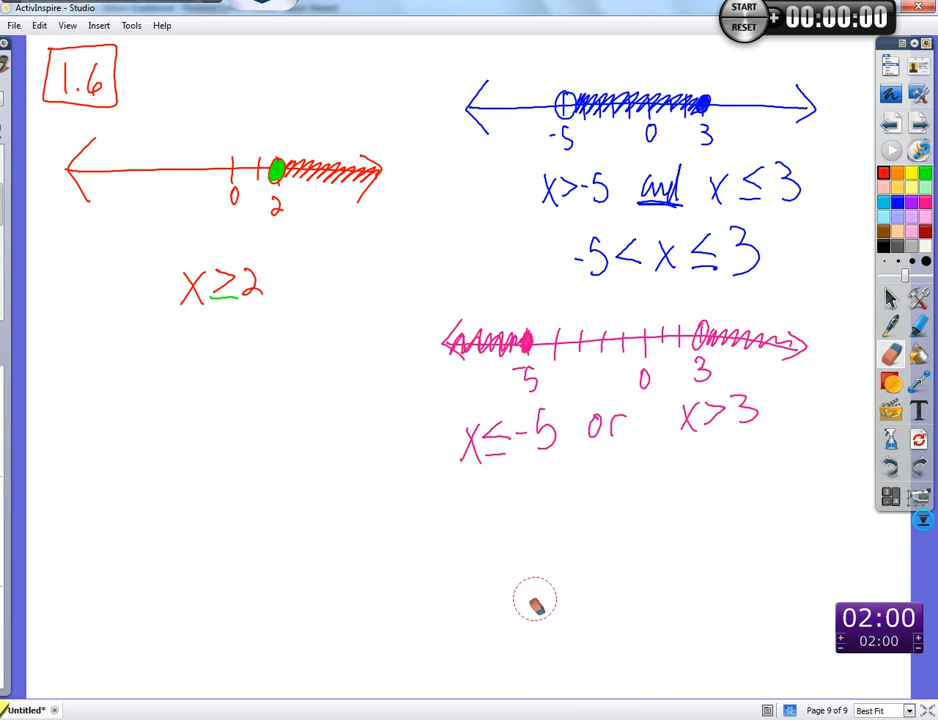 ActivInspire - Studio
File Edit View Insert Tools Help
START
RESET
00:00:00
1.6
0
2
x ≥ 2
-5 0 3
x > -5 and x ≤ 3
-5 < x ≤ 3
-5 0 3
x ≤ -5 or x > 3
T
02:00
02:00
Untitled*
Page 9 of 9
Best Fit